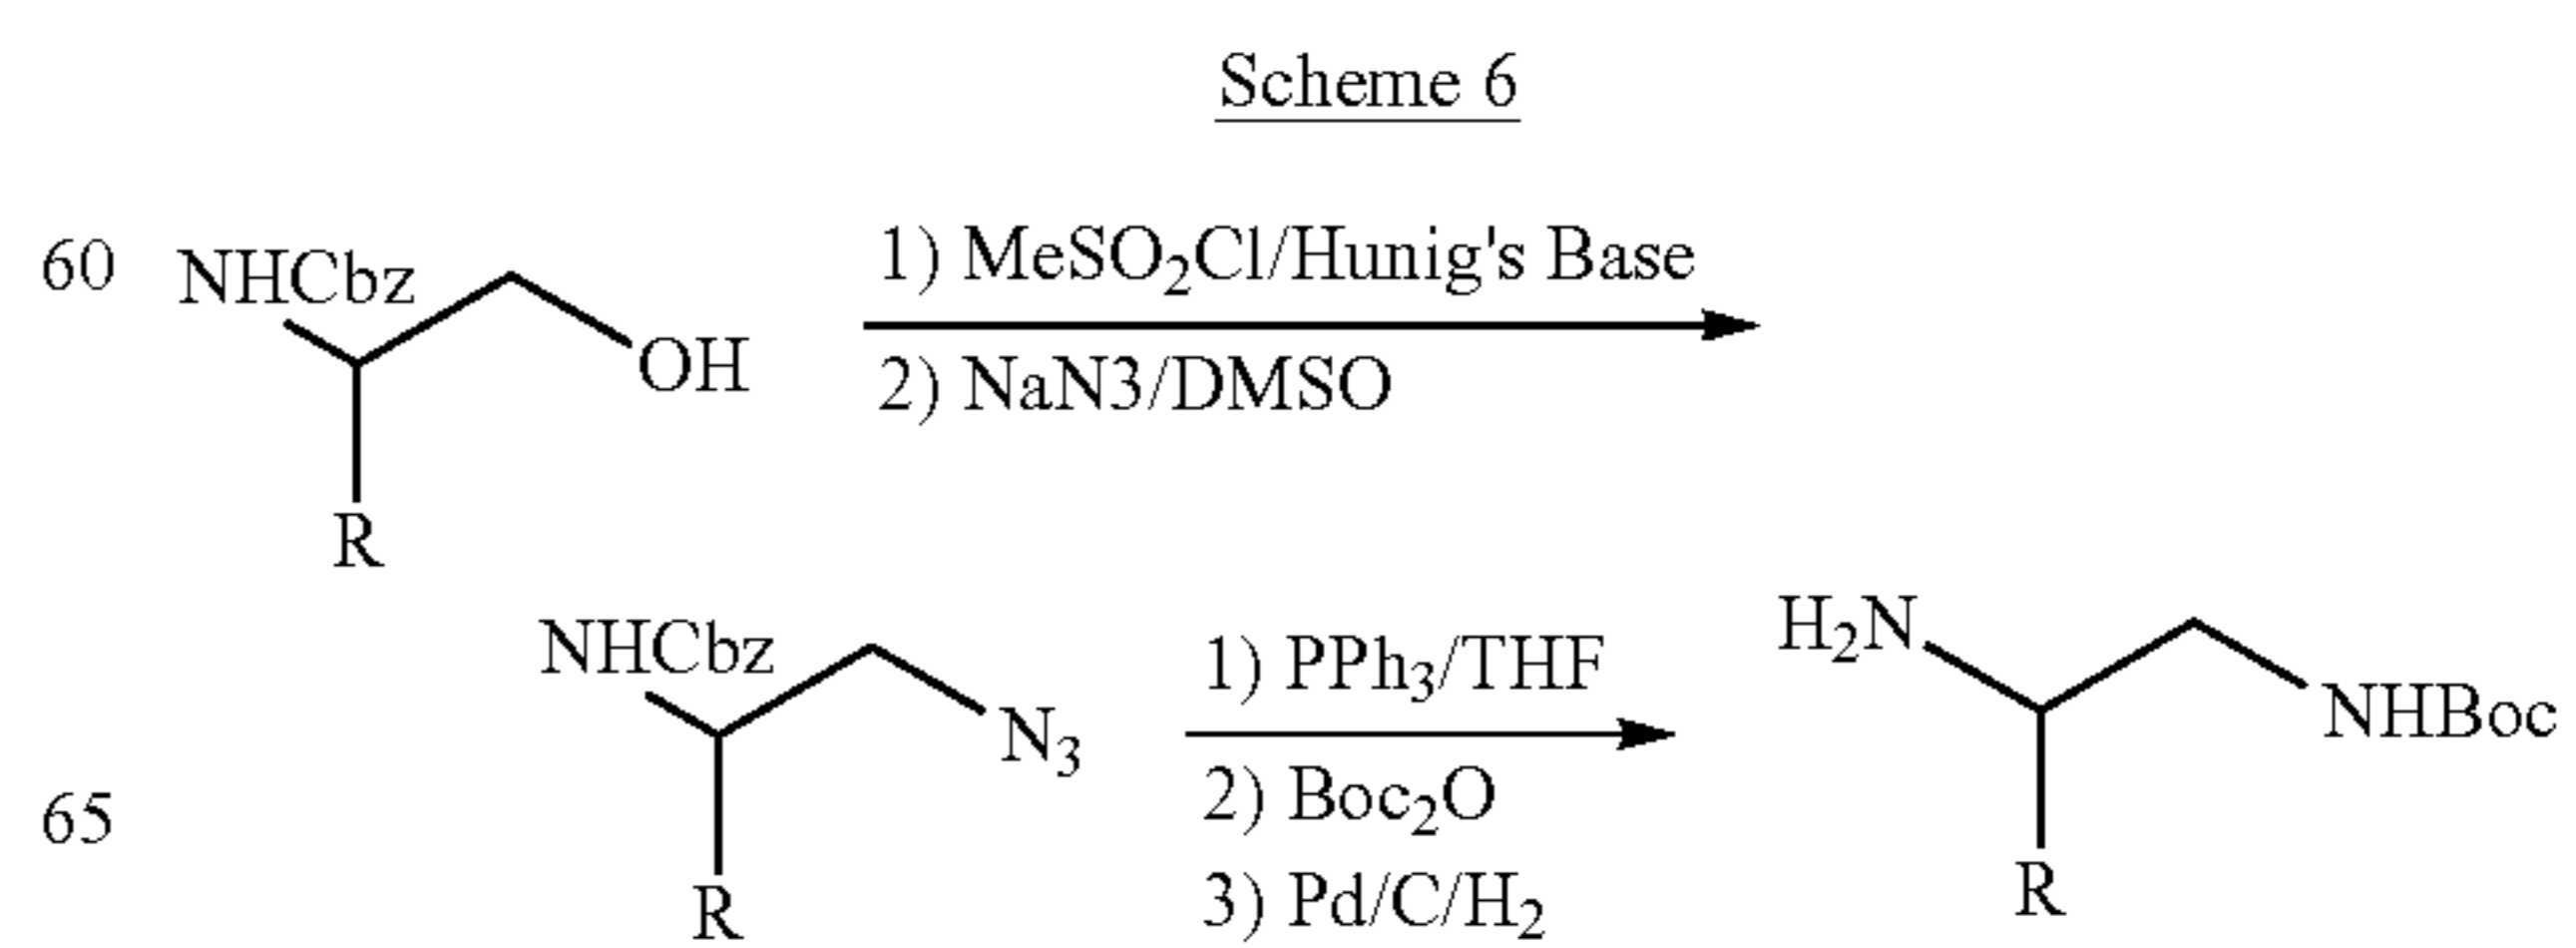 Scheme 6
60 NHCbz OH 1) MeSO₂Cl/Hunig's Base
2) NaN3/DMSO
R
NHCbz N₃ 1) PPh₃/THF H₂N NHBoc
65 2) Boc₂O
R 3) Pd/C/H₂ R